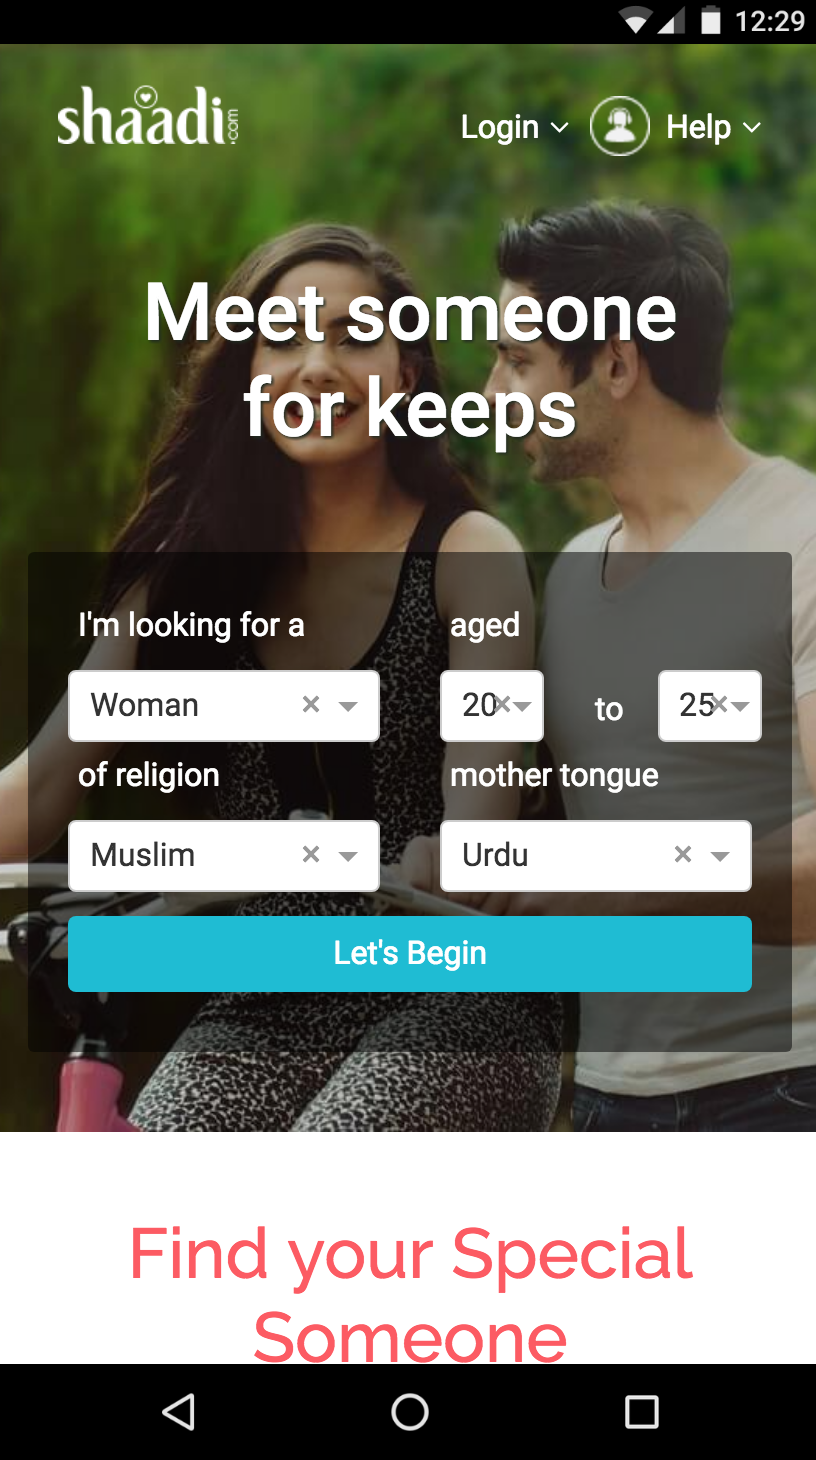 12:29
shaadi.com
Login
Help
Meet someone
for keeps
I'm looking for a
aged
Woman
20
to
25
of religion
mother tongue
Muslim
Urdu
Let's Begin
Find your Special
Someone